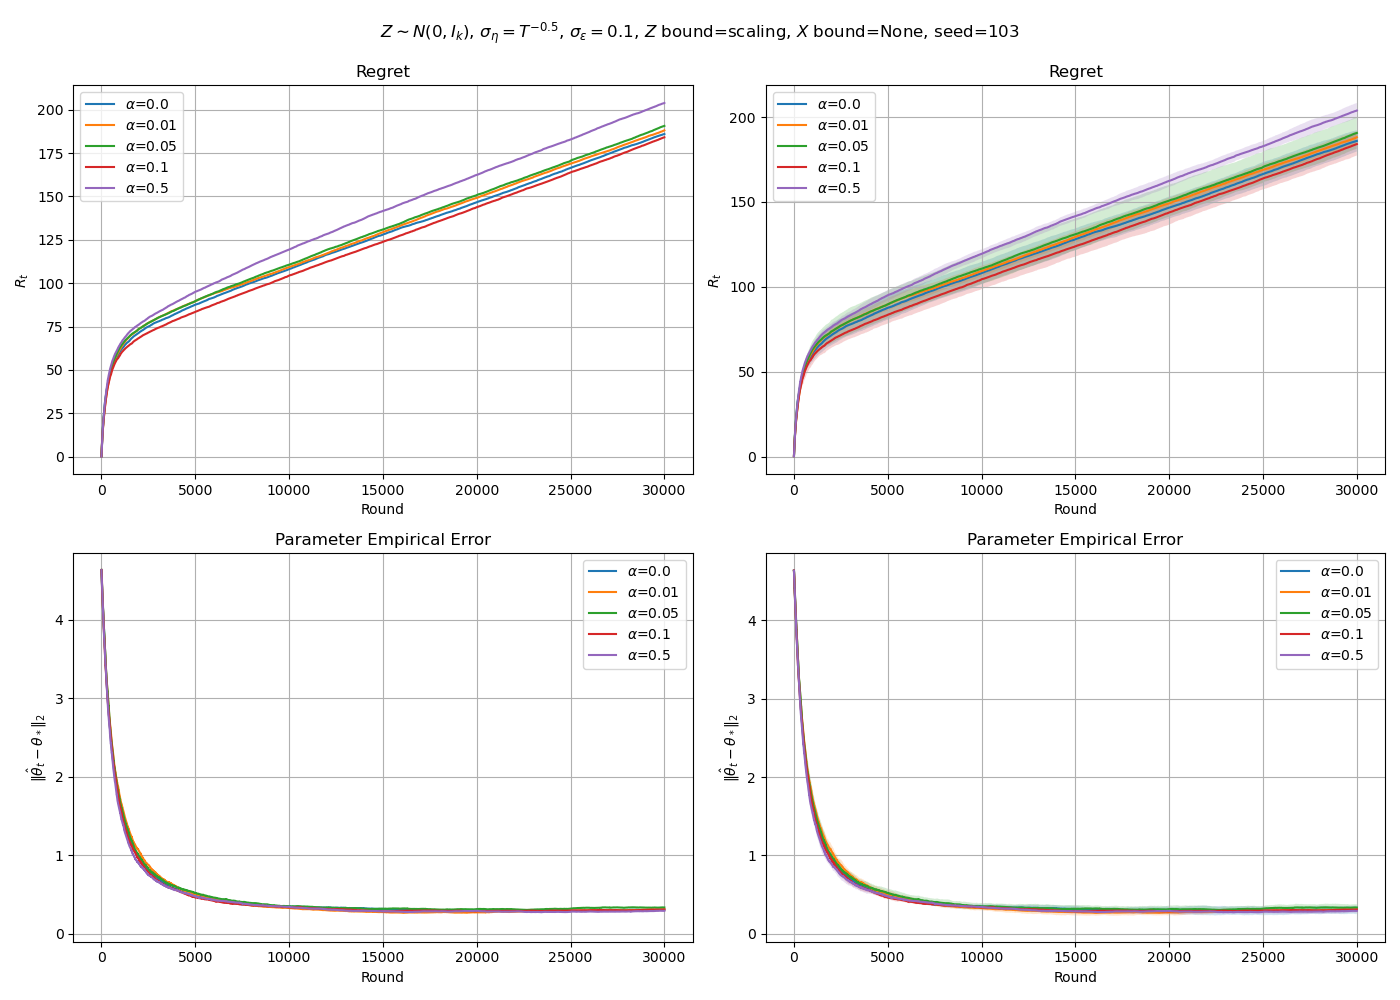 Z ∼ N(0, I_k), σ_η = T^{−0.5}, σ_ε = 0.1, Z bound=scaling, X bound=None, seed=103
Regret
R_t
200
175
150
125
100
75
50
25
0
α=0.0
α=0.01
α=0.05
α=0.1
α=0.5
0 5000 10000 15000 20000 25000 30000
Round
Regret
R_t
200
150
100
50
0
α=0.0
α=0.01
α=0.05
α=0.1
α=0.5
0 5000 10000 15000 20000 25000 30000
Round
Parameter Empirical Error
‖θ̂_t − θ_*‖_2
4
3
2
1
0
α=0.0
α=0.01
α=0.05
α=0.1
α=0.5
0 5000 10000 15000 20000 25000 30000
Round
Parameter Empirical Error
‖θ̂_t − θ_*‖_2
4
3
2
1
0
α=0.0
α=0.01
α=0.05
α=0.1
α=0.5
0 5000 10000 15000 20000 25000 30000
Round